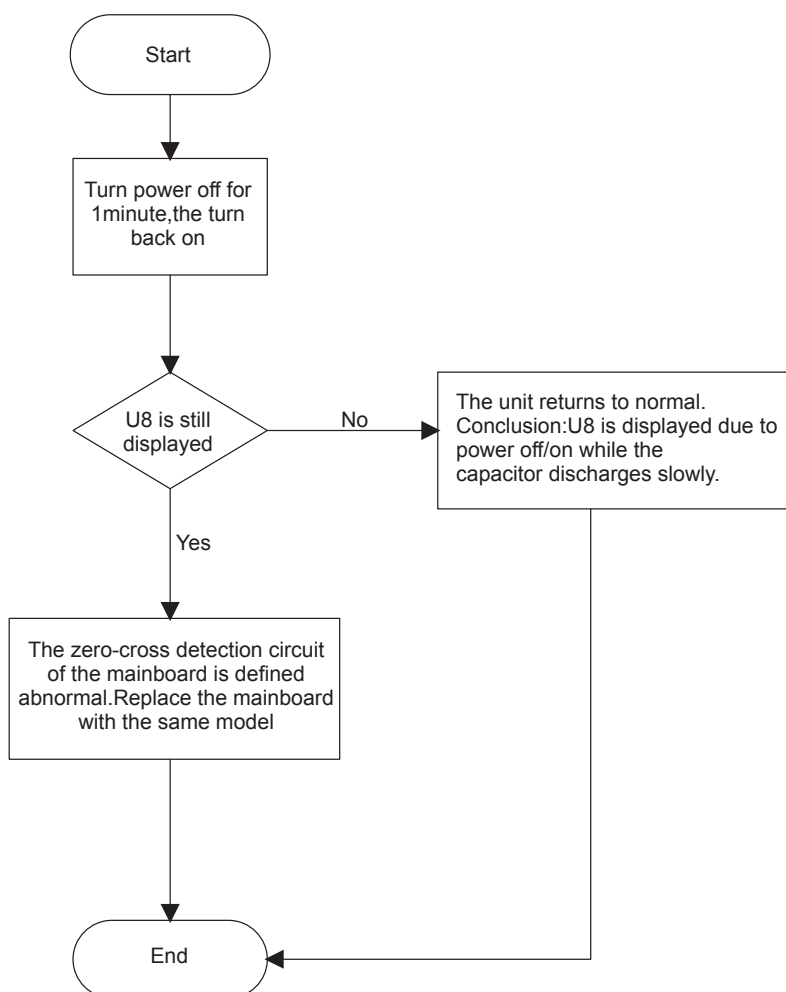 Start
Turn power off for
1minute,the turn
back on
U8 is still
displayed
No
The unit returns to normal.
Conclusion:U8 is displayed due to
power off/on while the
capacitor discharges slowly.
Yes
The zero-cross detection circuit
of the mainboard is defined
abnormal.Replace the mainboard
with the same model
End